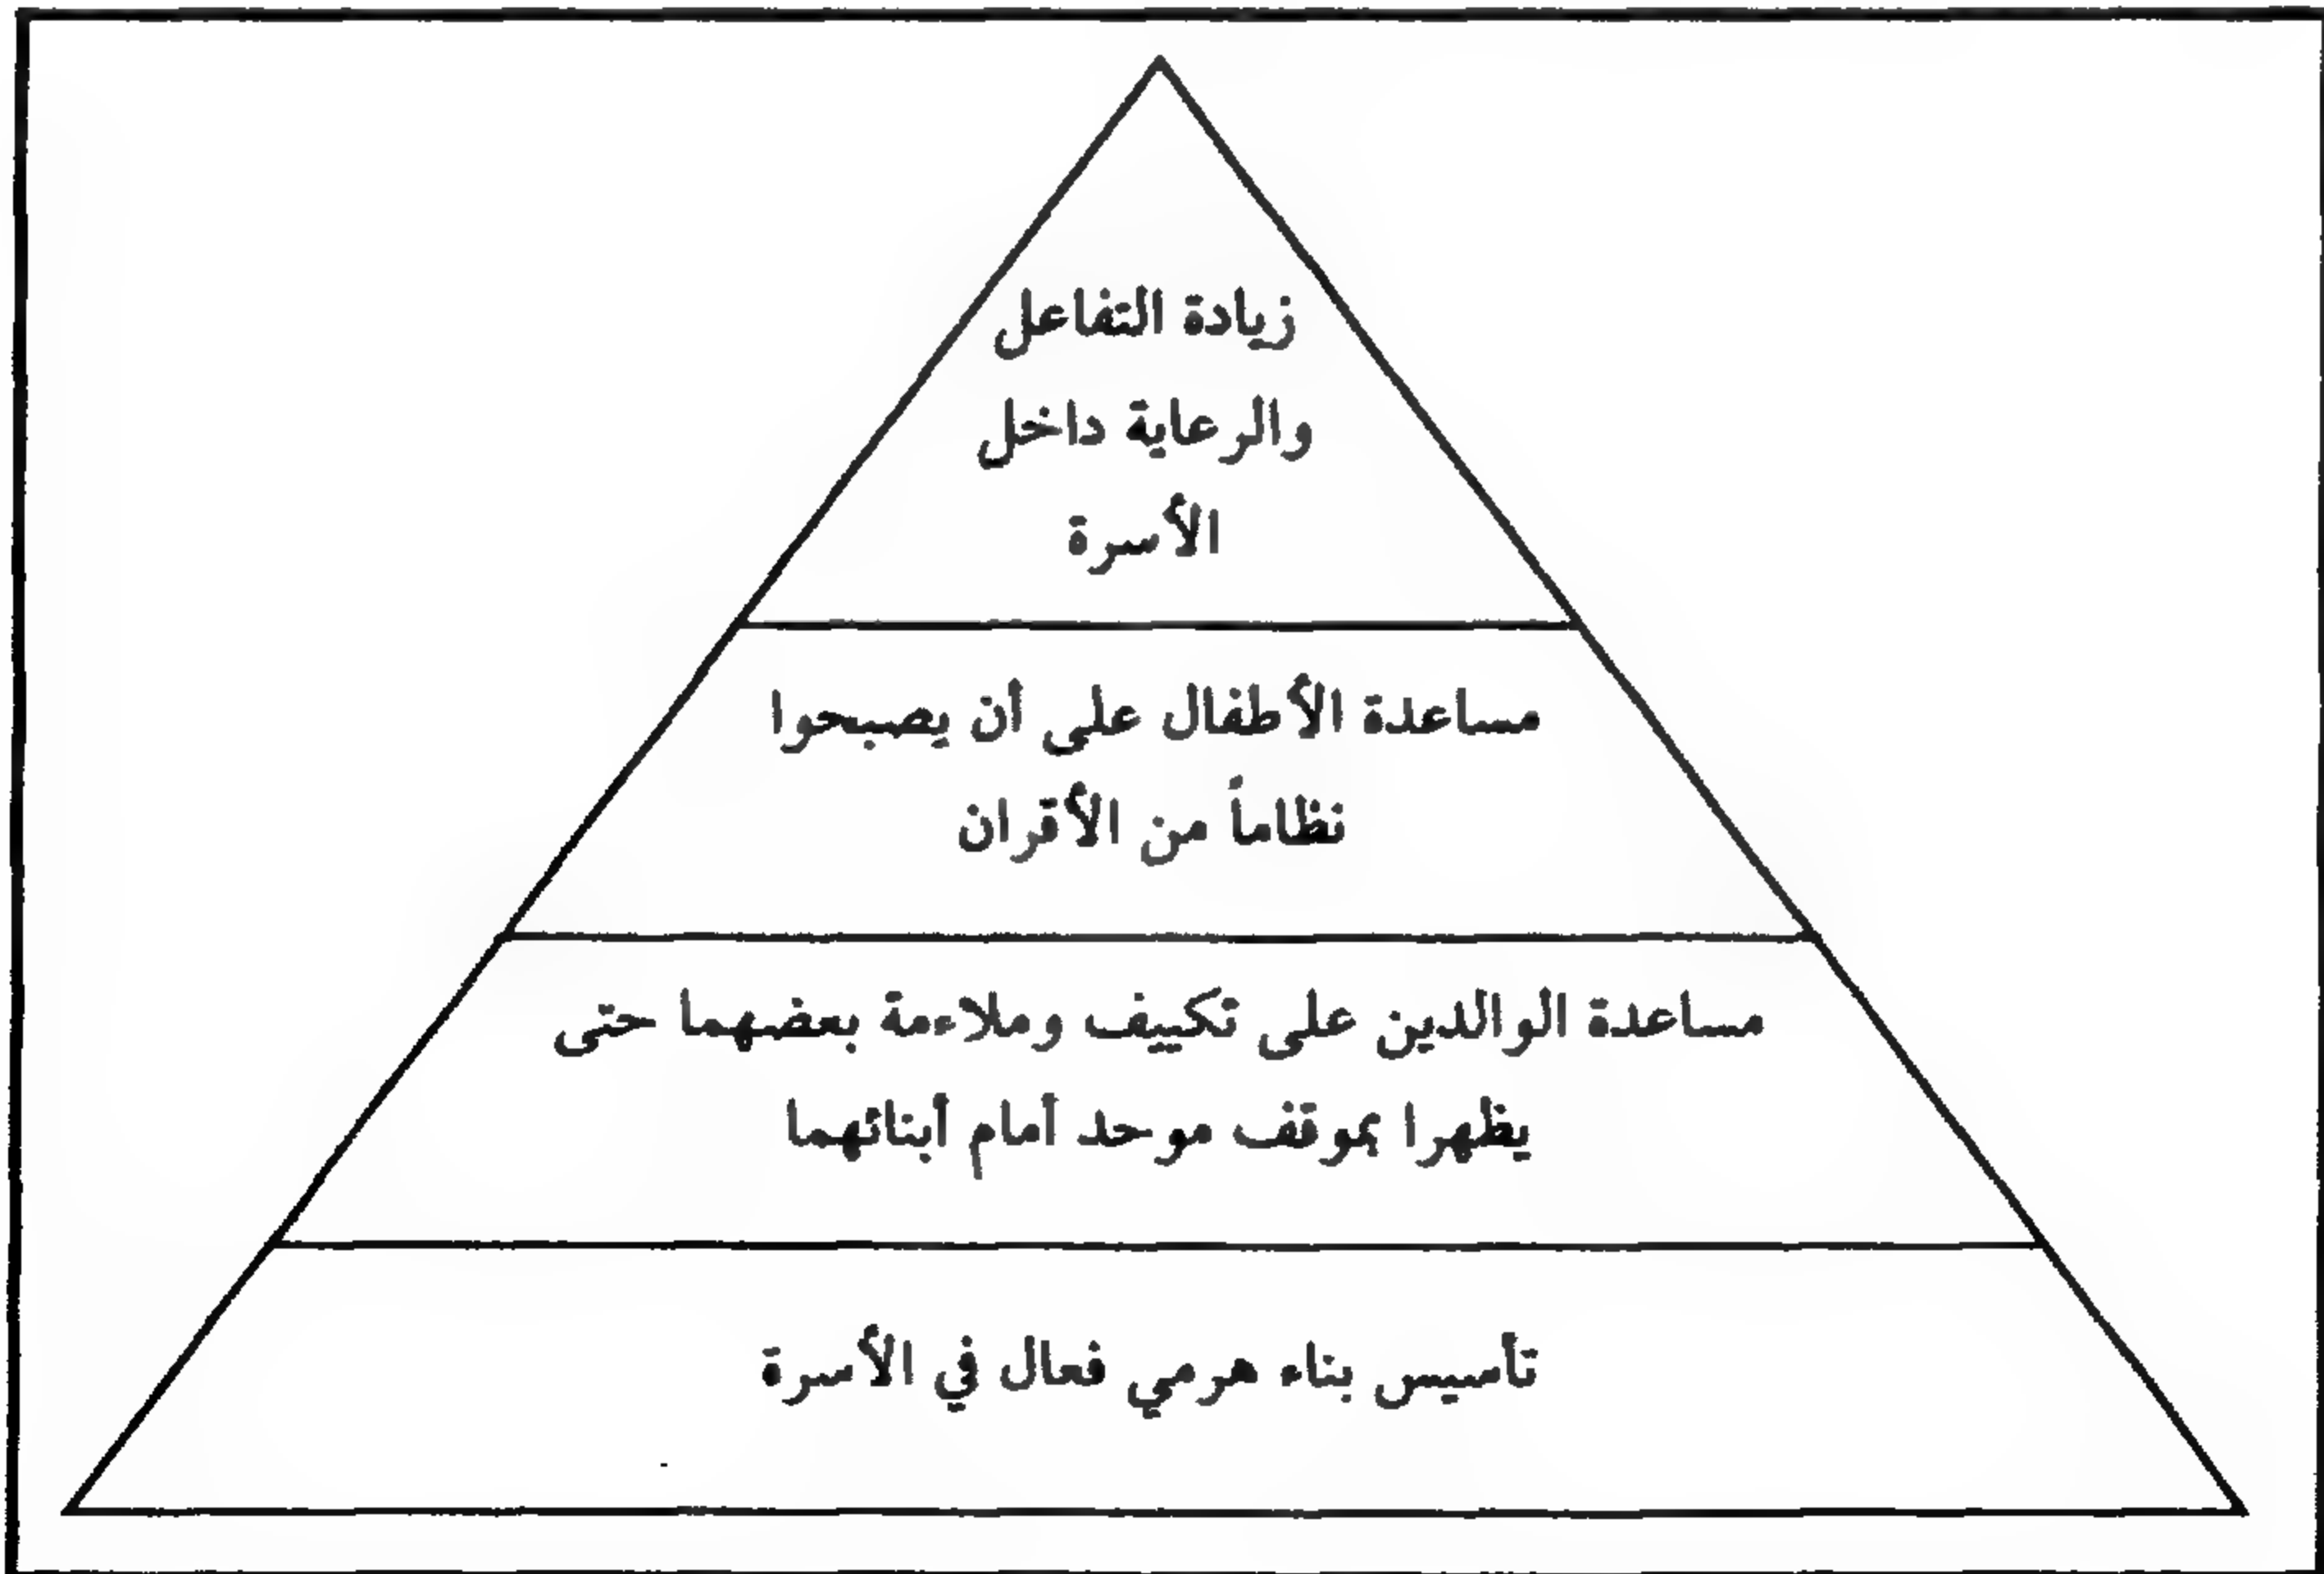 زيادة التفاعل
والرعاية داخل
الأسرة
مساعدة الأطفال على أن يصبحوا
نظاماً من الأقران
مساعدة الوالدين على تكييف وملاءمة بعضهما حتى
يظهرا بموقف موحد أمام أبنائهما
تأسيس بناء هرمي فعال في الأسرة